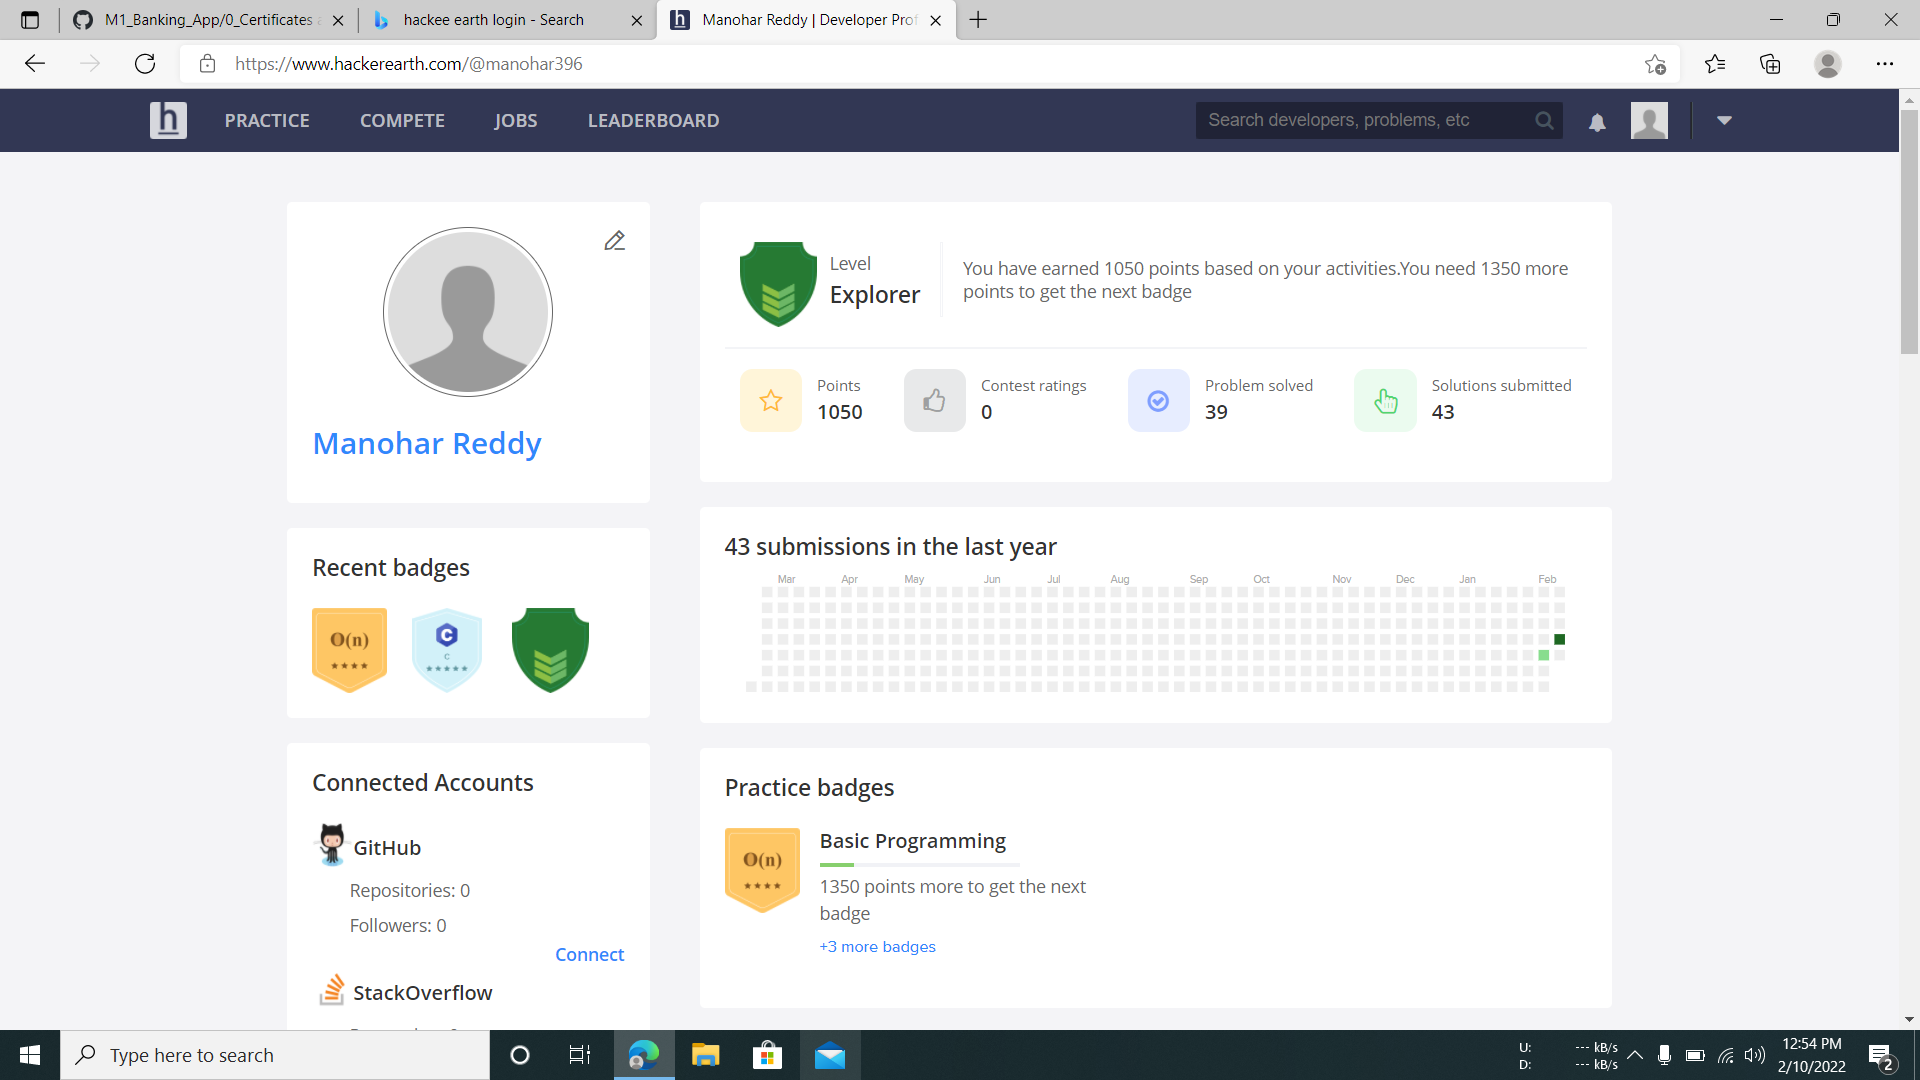 M1_Banking_App/0_Certificates a
hackee earth login - Search
Manohar Reddy | Developer Prof
https://www.hackerearth.com/@manohar396
h
PRACTICE
COMPETE
JOBS
LEADERBOARD
Search developers, problems, etc
Manohar Reddy
Level
Explorer
You have earned 1050 points based on your activities.You need 1350 more
points to get the next badge
Points
1050
Contest ratings
0
Problem solved
39
Solutions submitted
43
Recent badges
O(n)
C
C
43 submissions in the last year
Mar Apr May Jun Jul Aug Sep Oct Nov Dec Jan Feb
Connected Accounts
GitHub
Repositories: 0
Followers: 0
Connect
StackOverflow
Practice badges
O(n)
Basic Programming
1350 points more to get the next
badge
+3 more badges
Type here to search
U: --- kB/s
D: --- kB/s
12:54 PM
2/10/2022
2